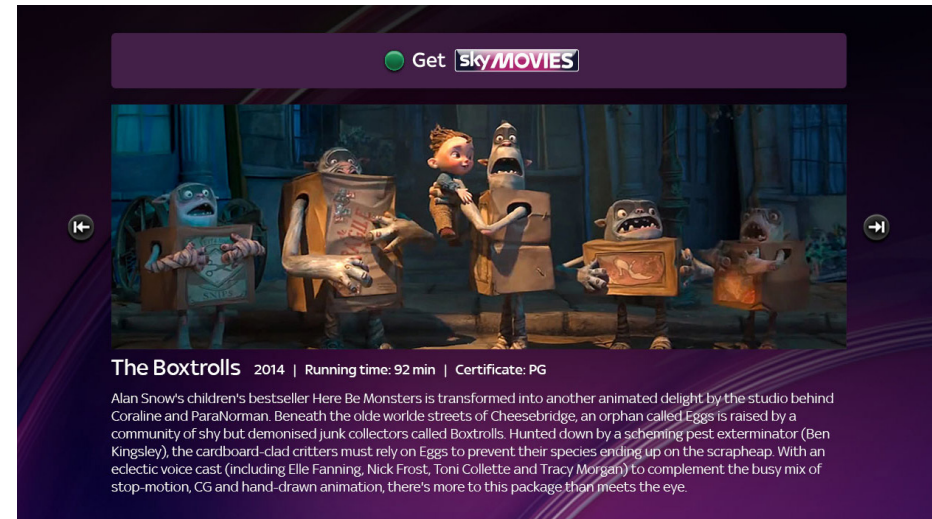 Get sky MOVIES
FRAGILE
SNIPS
The Boxtrolls 2014 | Running time: 92 min | Certificate: PG
Alan Snow's children's bestseller Here Be Monsters is transformed into another animated delight by the studio behind
Coraline and ParaNorman. Beneath the olde worlde streets of Cheesebridge, an orphan called Eggs is raised by a
community of shy but demonised junk collectors called Boxtrolls. Hunted down by a scheming pest exterminator (Ben
Kingsley), the cardboard-clad critters must rely on Eggs to prevent their species ending up on the scrapheap. With an
eclectic voice cast (including Elle Fanning, Nick Frost, Toni Collette and Tracy Morgan) to complement the busy mix of
stop-motion, CG and hand-drawn animation, there's more to this package than meets the eye.